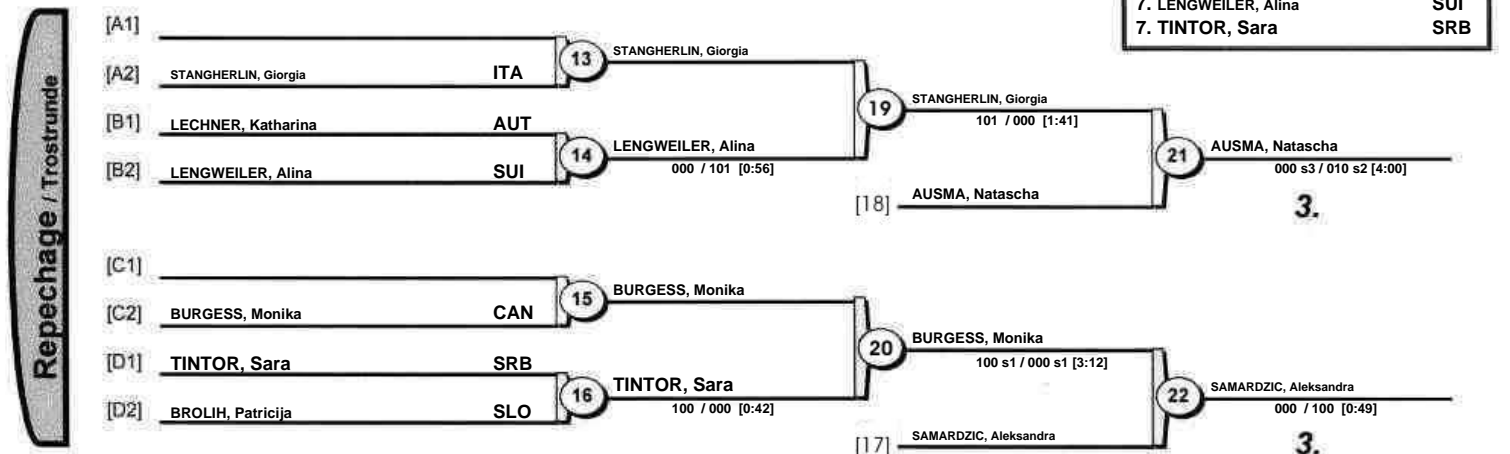 7. LENGWEILER, Alina SUI
7. TINTOR, Sara SRB
Repechage / Trostrunde
[A1]
[A2] STANGHERLIN, Giorgia ITA
13 STANGHERLIN, Giorgia
[B1] LECHNER, Katharina AUT
[B2] LENGWEILER, Alina SUI
14 LENGWEILER, Alina
000 / 101 [0:56]
19 STANGHERLIN, Giorgia
101 / 000 [1:41]
[18] AUSMA, Natascha
21 AUSMA, Natascha
000 s3 / 010 s2 [4:00]
3.
[C1]
[C2] BURGESS, Monika CAN
15 BURGESS, Monika
[D1] TINTOR, Sara SRB
[D2] BROLIH, Patricija SLO
16 TINTOR, Sara
100 / 000 [0:42]
20 BURGESS, Monika
100 s1 / 000 s1 [3:12]
[17] SAMARDZIC, Aleksandra
22 SAMARDZIC, Aleksandra
000 / 100 [0:49]
3.